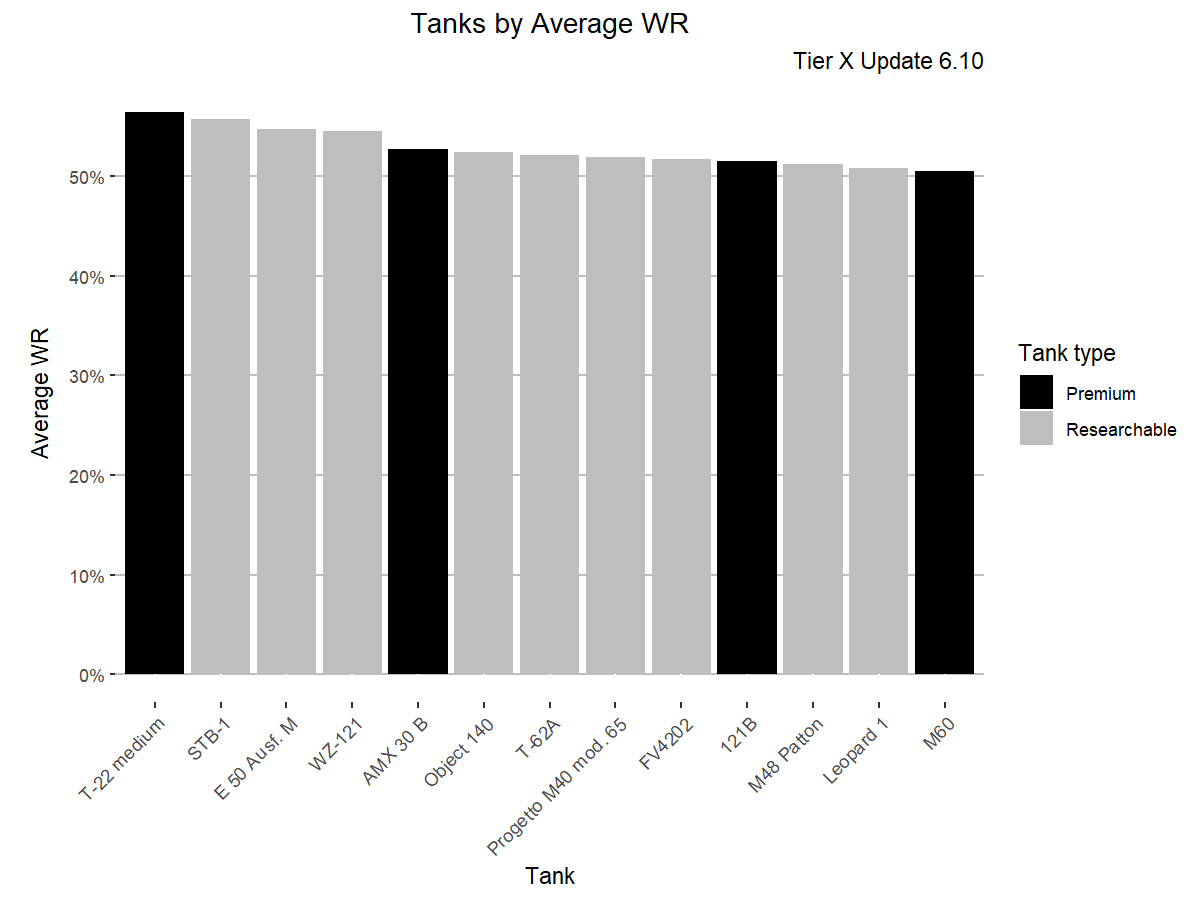 Tanks by Average WR
Tier X Update 6.10
Average WR
50%
40%
30%
20%
10%
0%
T-22 medium
STB-1
E 50 Ausf. M
WZ-121
AMX 30 B
Object 140
T-62A
Progetto M40 mod. 65
FV4202
121B
M48 Patton
Leopard 1
M60
Tank
Tank type
Premium
Researchable